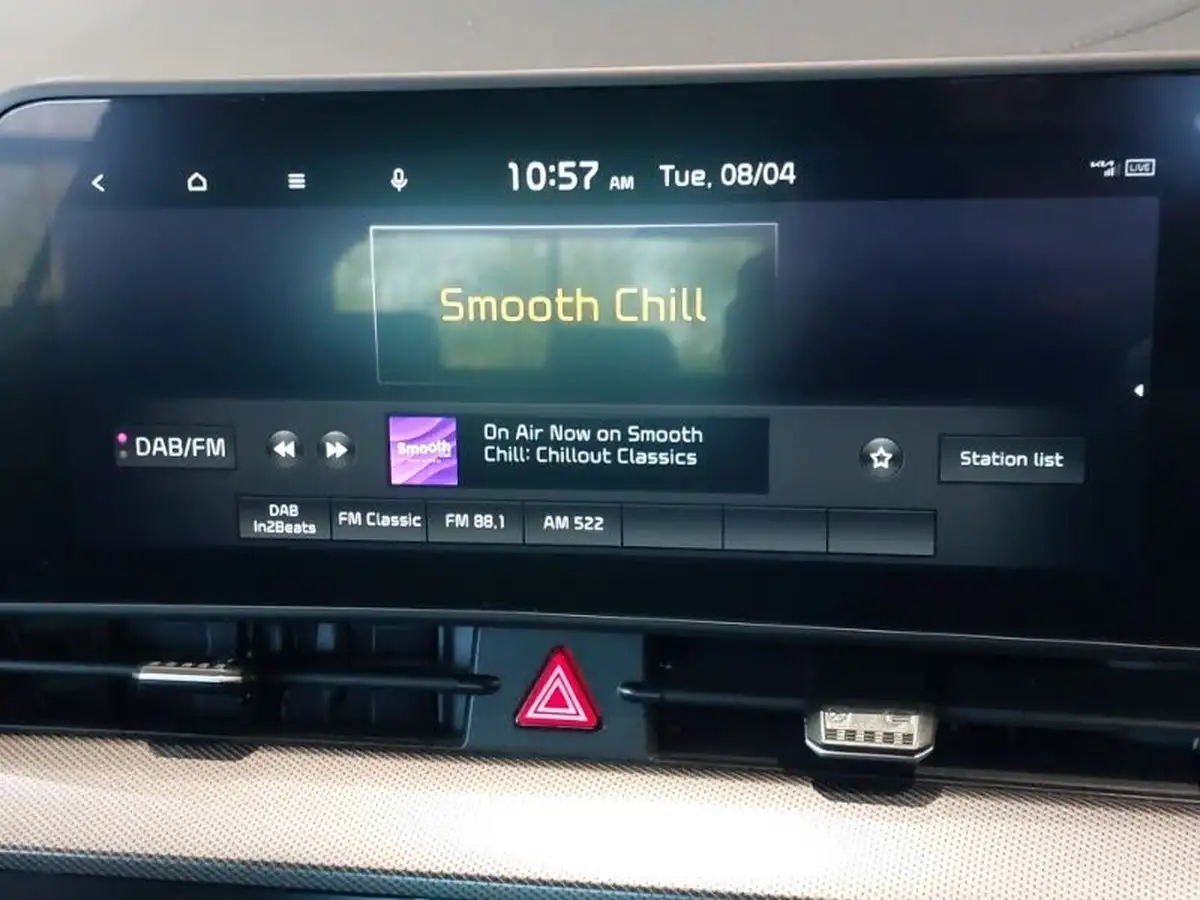 10:57 AM Tue, 08/04
LIVE
Smooth Chill
DAB/FM
Smooth
On Air Now on Smooth
Chill: Chillout Classics
Station list
DAB
In2Beats
FM Classic
FM 88.1
AM 522